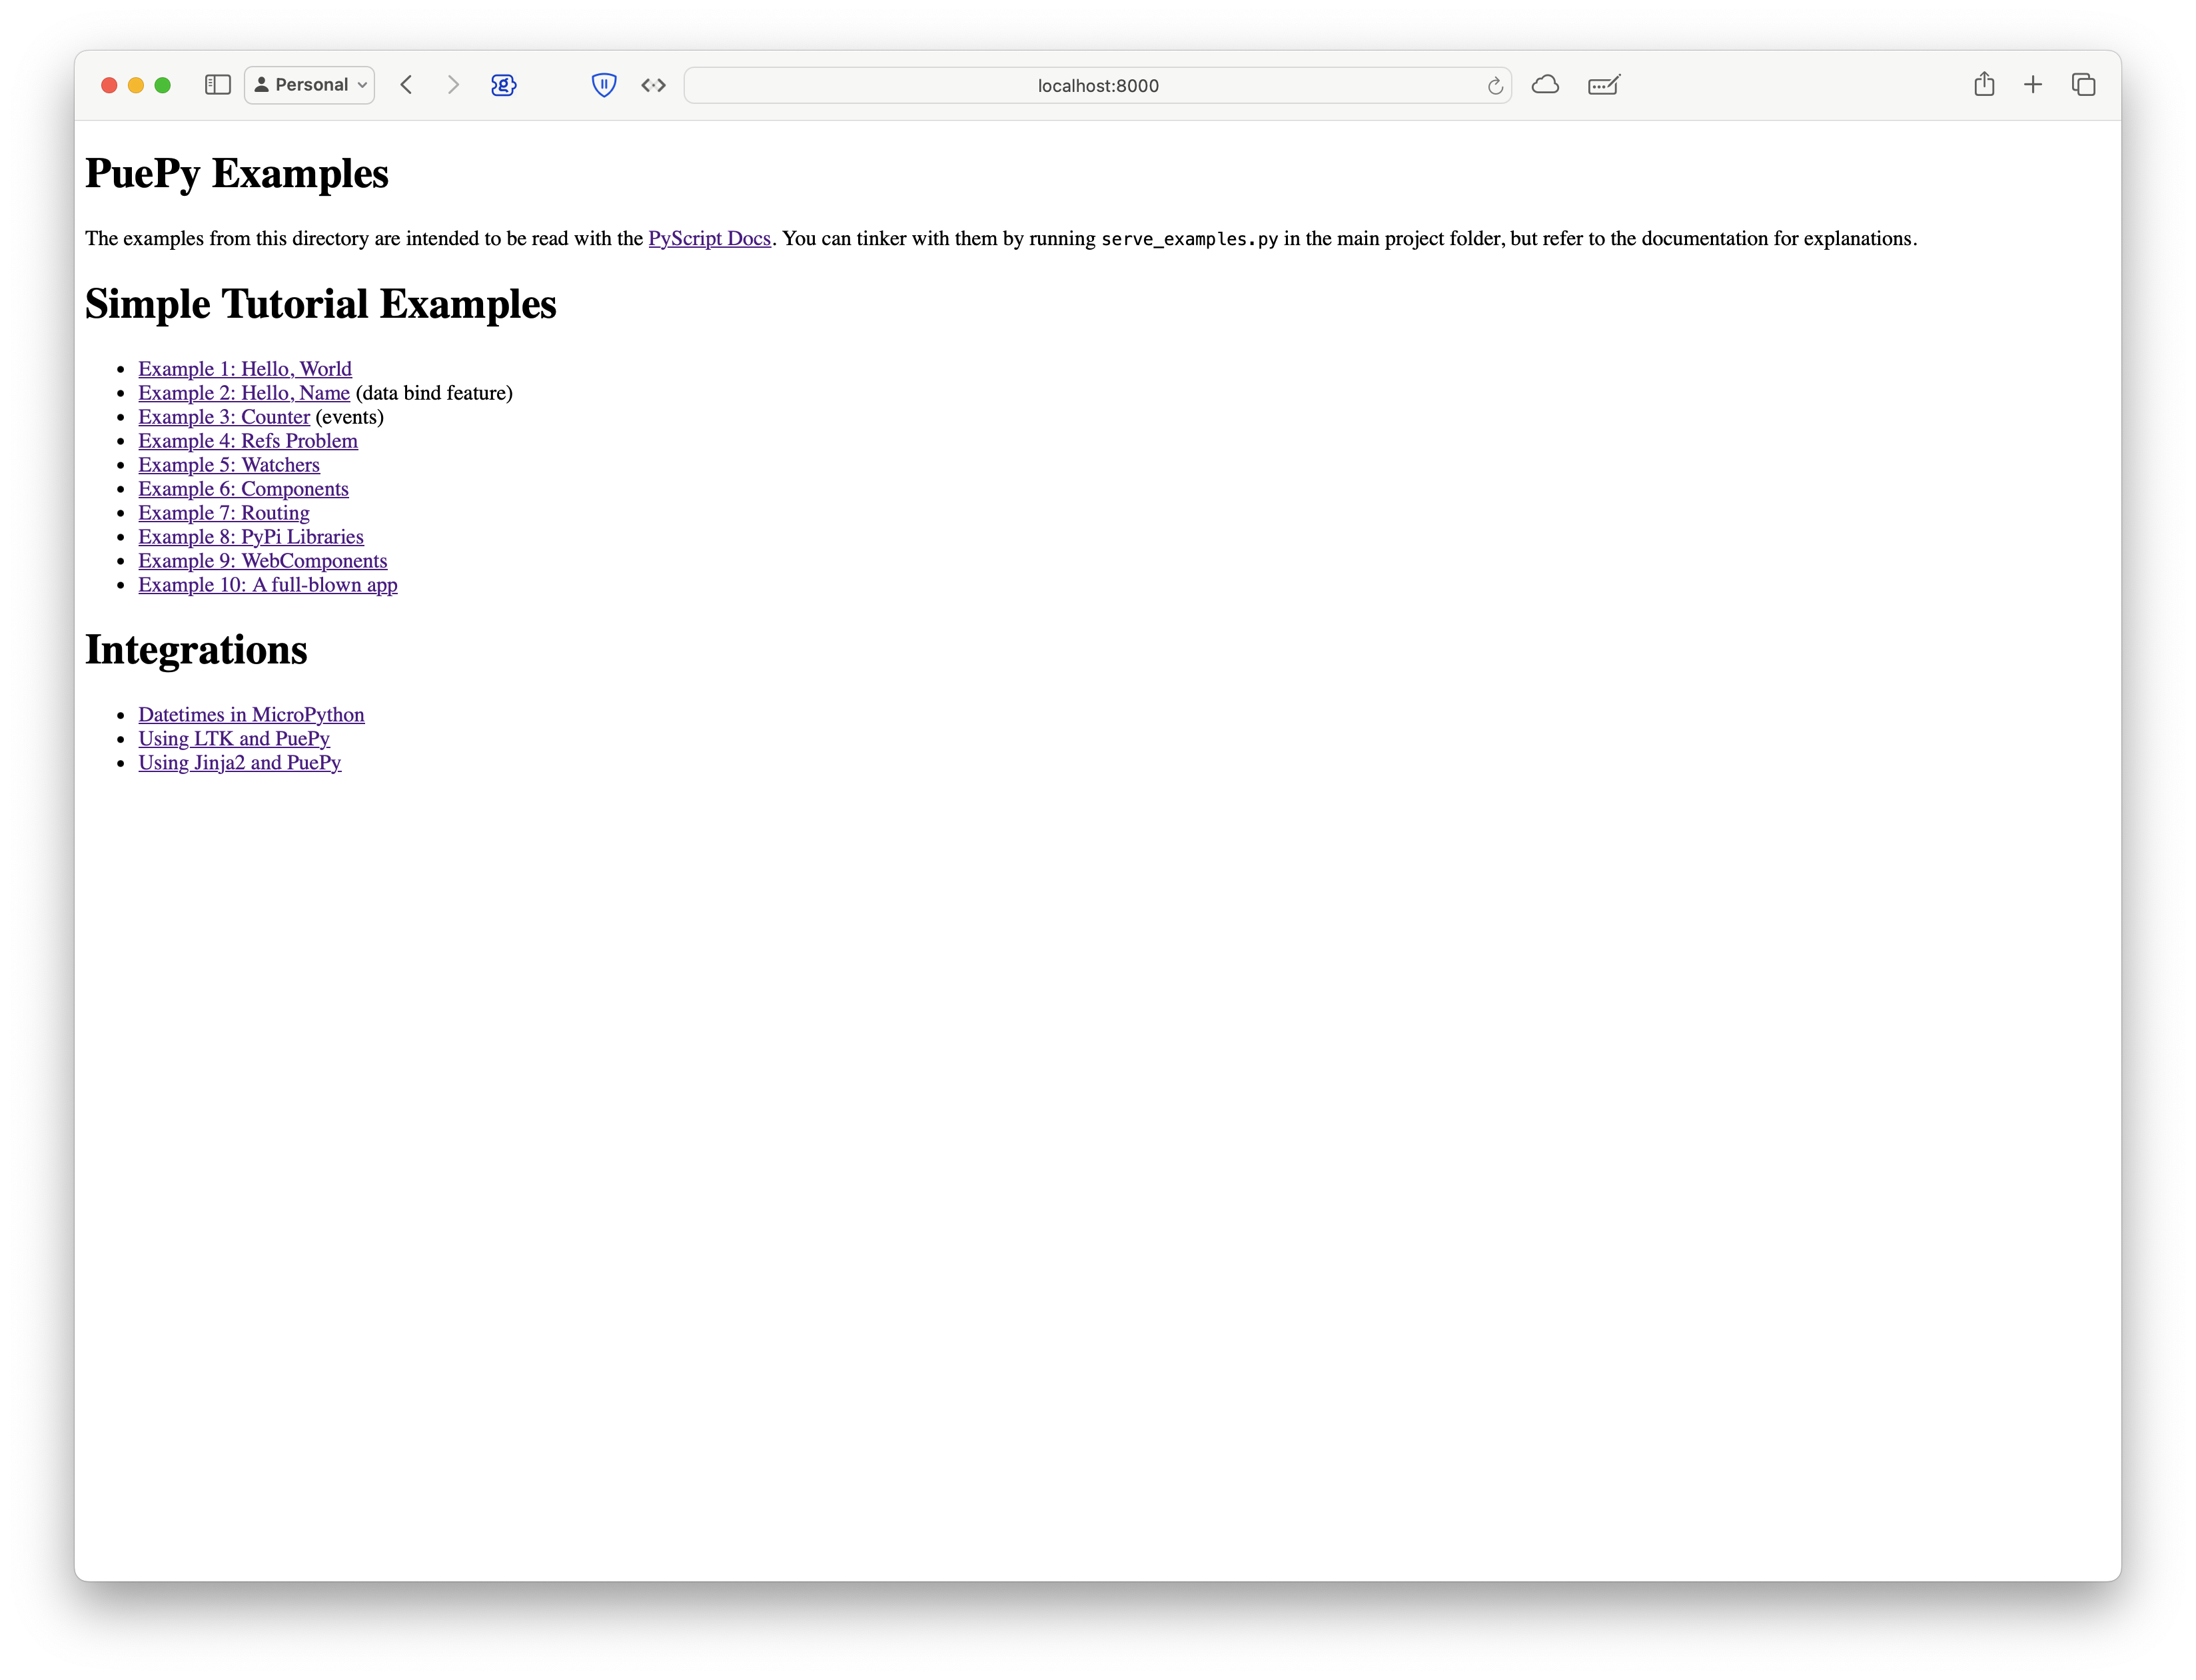 Personal
localhost:8000
PuePy Examples
The examples from this directory are intended to be read with the PyScript Docs. You can tinker with them by running serve_examples.py in the main project folder, but refer to the documentation for explanations.
Simple Tutorial Examples
Example 1: Hello, World
Example 2: Hello, Name (data bind feature)
Example 3: Counter (events)
Example 4: Refs Problem
Example 5: Watchers
Example 6: Components
Example 7: Routing
Example 8: PyPi Libraries
Example 9: WebComponents
Example 10: A full-blown app
Integrations
Datetimes in MicroPython
Using LTK and PuePy
Using Jinja2 and PuePy